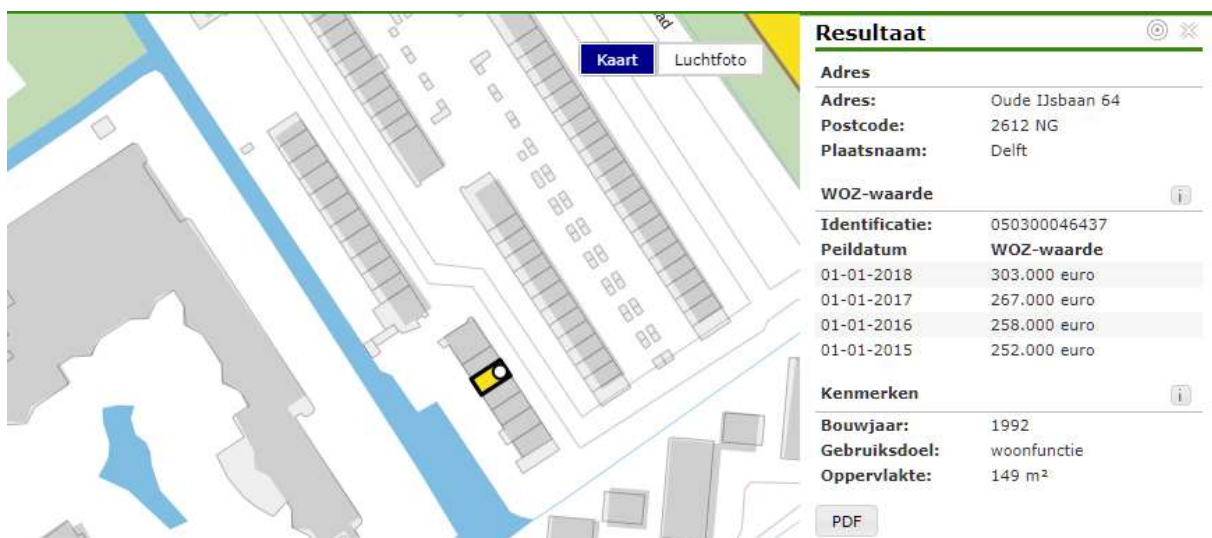 ad
Kaart Luchtfoto
Resultaat
Adres
Adres: Oude IJsbaan 64
Postcode: 2612 NG
Plaatsnaam: Delft
WOZ-waarde i
Identificatie: 050300046437
Peildatum WOZ-waarde
01-01-2018 303.000 euro
01-01-2017 267.000 euro
01-01-2016 258.000 euro
01-01-2015 252.000 euro
Kenmerken i
Bouwjaar: 1992
Gebruiksdoel: woonfunctie
Oppervlakte: 149 m²
PDF